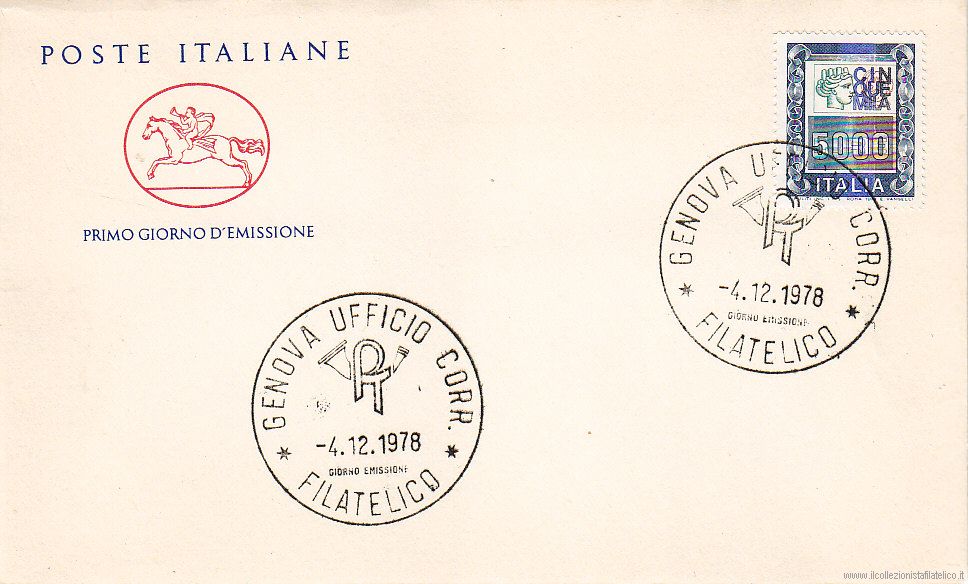 POSTE ITALIANE
PRIMO GIORNO D'EMISSIONE
CIN
QUE
MILA
5000
ITALIA
GENOVA UFFICIO CORR.
-4.12.1978
GIORNO EMISSIONE
FILATELICO
GENOVA UFFICIO CORR.
-4.12.1978
GIORNO EMISSIONE
FILATELICO
www.ilcollezionistafilatelico.it